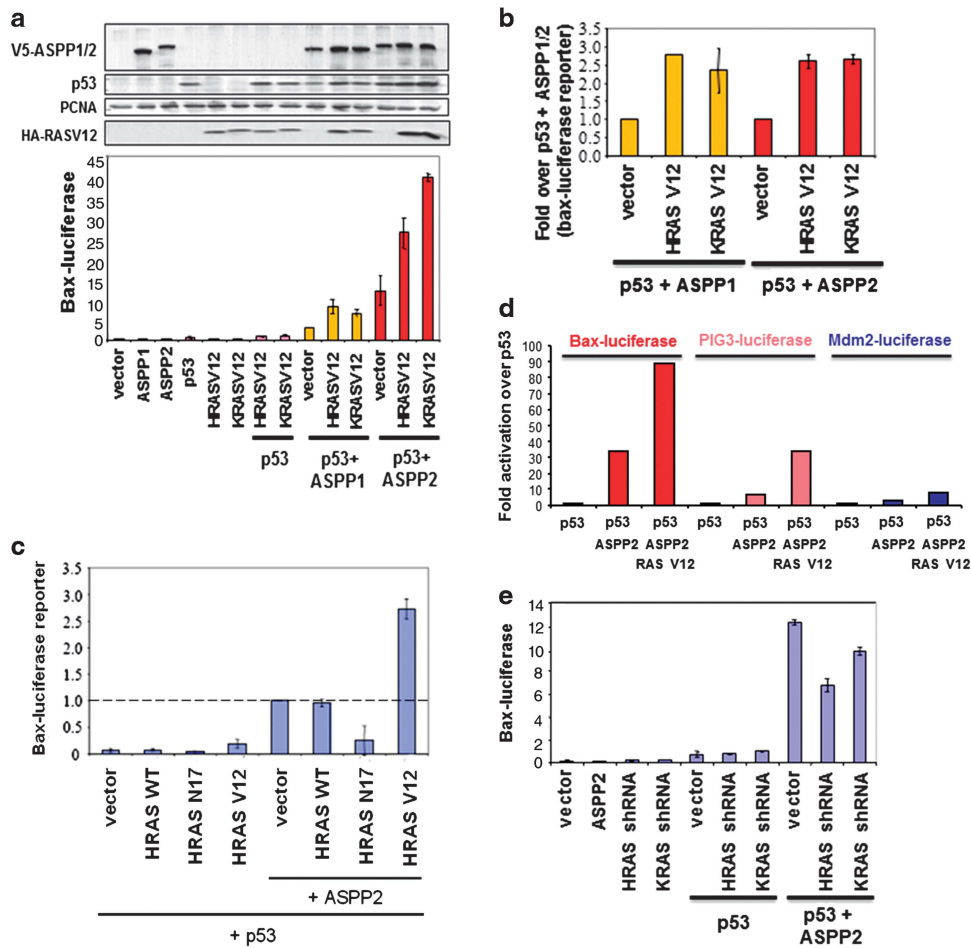 a
V5-ASPP1/2
p53
PCNA
HA-RASV12
Bax-luciferase
45
40
35
30
25
20
15
10
5
0
vector
ASPP1
ASPP2
p53
HRASV12
KRASV12
HRASV12
KRASV12
vector
HRASV12
KRASV12
vector
HRASV12
KRASV12
p53
p53+
ASPP1
p53+
ASPP2
b
Fold over p53 + ASPP1/2
(bax-luciferase reporter)
3.5
3.0
2.5
2.0
1.5
1.0
0.5
0.0
vector
HRAS V12
KRAS V12
vector
HRAS V12
KRAS V12
p53 + ASPP1
p53 + ASPP2
c
Bax-luciferase reporter
3.5
3.0
2.5
2.0
1.5
1.0
0.5
0
vector
HRAS WT
HRAS N17
HRAS V12
vector
HRAS WT
HRAS N17
HRAS V12
+ ASPP2
+ p53
d
Fold activation over p53
Bax-luciferase
PIG3-luciferase
Mdm2-luciferase
100
90
80
70
60
50
40
30
20
10
0
p53
p53
ASPP2
p53
ASPP2
RAS V12
p53
p53
ASPP2
p53
ASPP2
RAS V12
p53
p53
ASPP2
p53
ASPP2
RAS V12
e
Bax-luciferase
14
12
10
8
6
4
2
0
vector
ASPP2
HRAS shRNA
KRAS shRNA
vector
HRAS shRNA
KRAS shRNA
vector
HRAS shRNA
KRAS shRNA
p53
p53 +
ASPP2